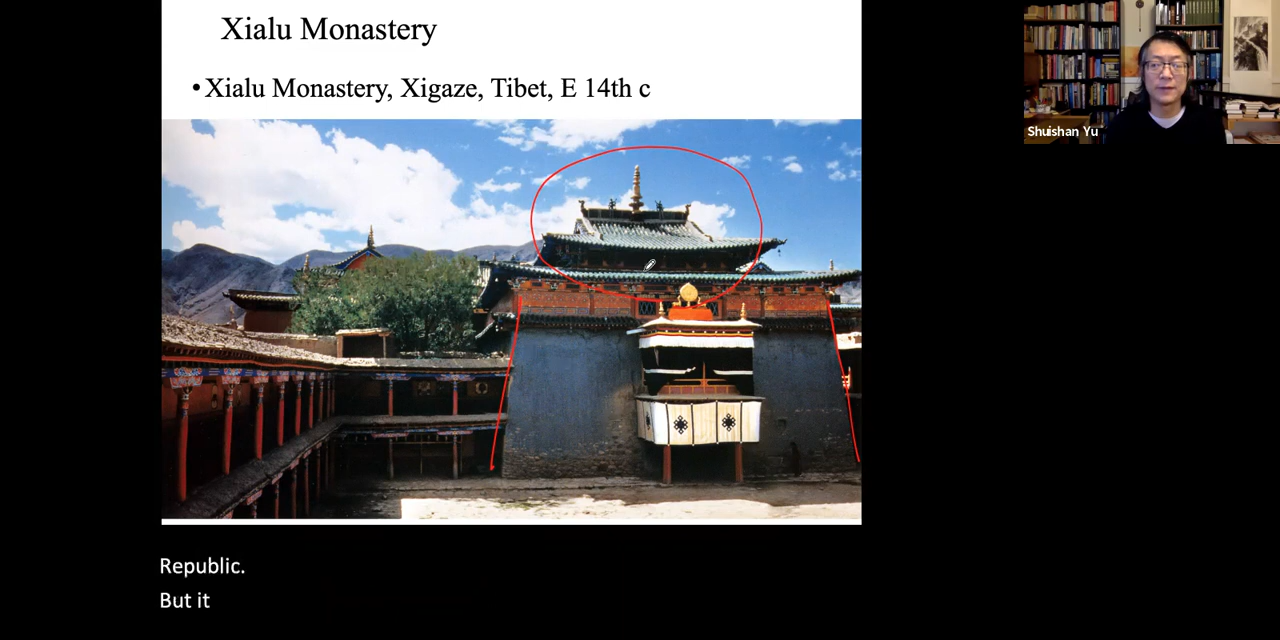 Xialu Monastery
•Xialu Monastery, Xigaze, Tibet, E 14th c
Shuishan Yu
Republic.
But it